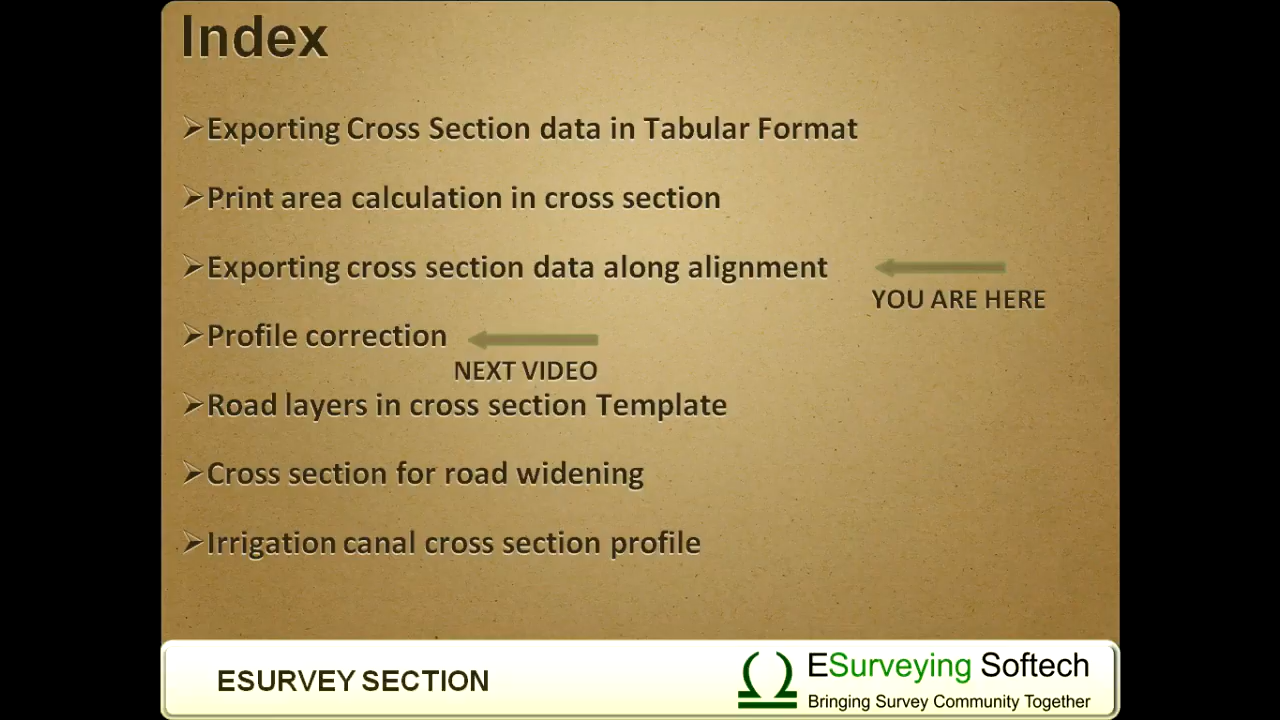 Index
➢Exporting Cross Section data in Tabular Format
➢Print area calculation in cross section
➢Exporting cross section data along alignment
YOU ARE HERE
➢Profile correction
NEXT VIDEO
➢Road layers in cross section Template
➢Cross section for road widening
➢Irrigation canal cross section profile
ESURVEY SECTION
ESurveying Softech
Bringing Survey Community Together